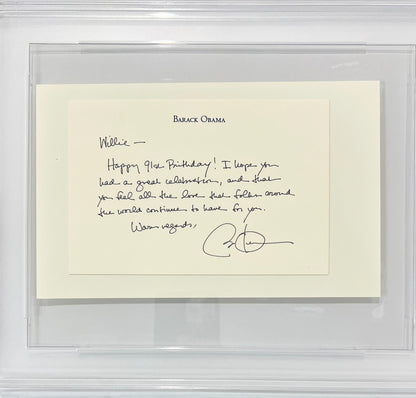 BARACK OBAMA
Willie —
Happy 91st Birthday! I hope you
had a great celebration, and that
you feel all the love that folks around
the world continue to have for you.
Warm regards,